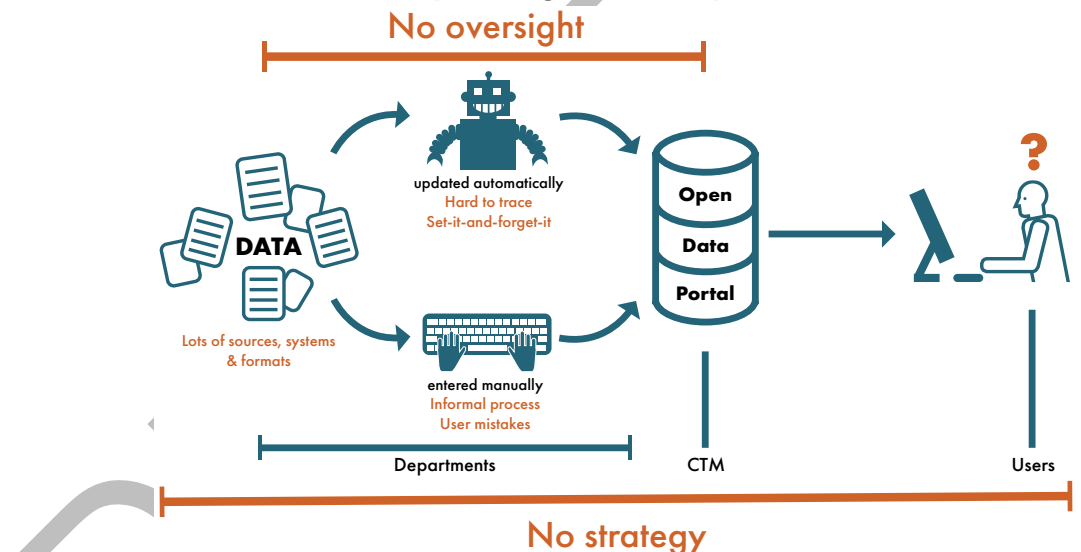 No oversight
updated automatically
Hard to trace
Set-it-and-forget-it
DATA
Lots of sources, systems
& formats
entered manually
Informal process
User mistakes
Open
Data
Portal
?
Departments
CTM
Users
No strategy